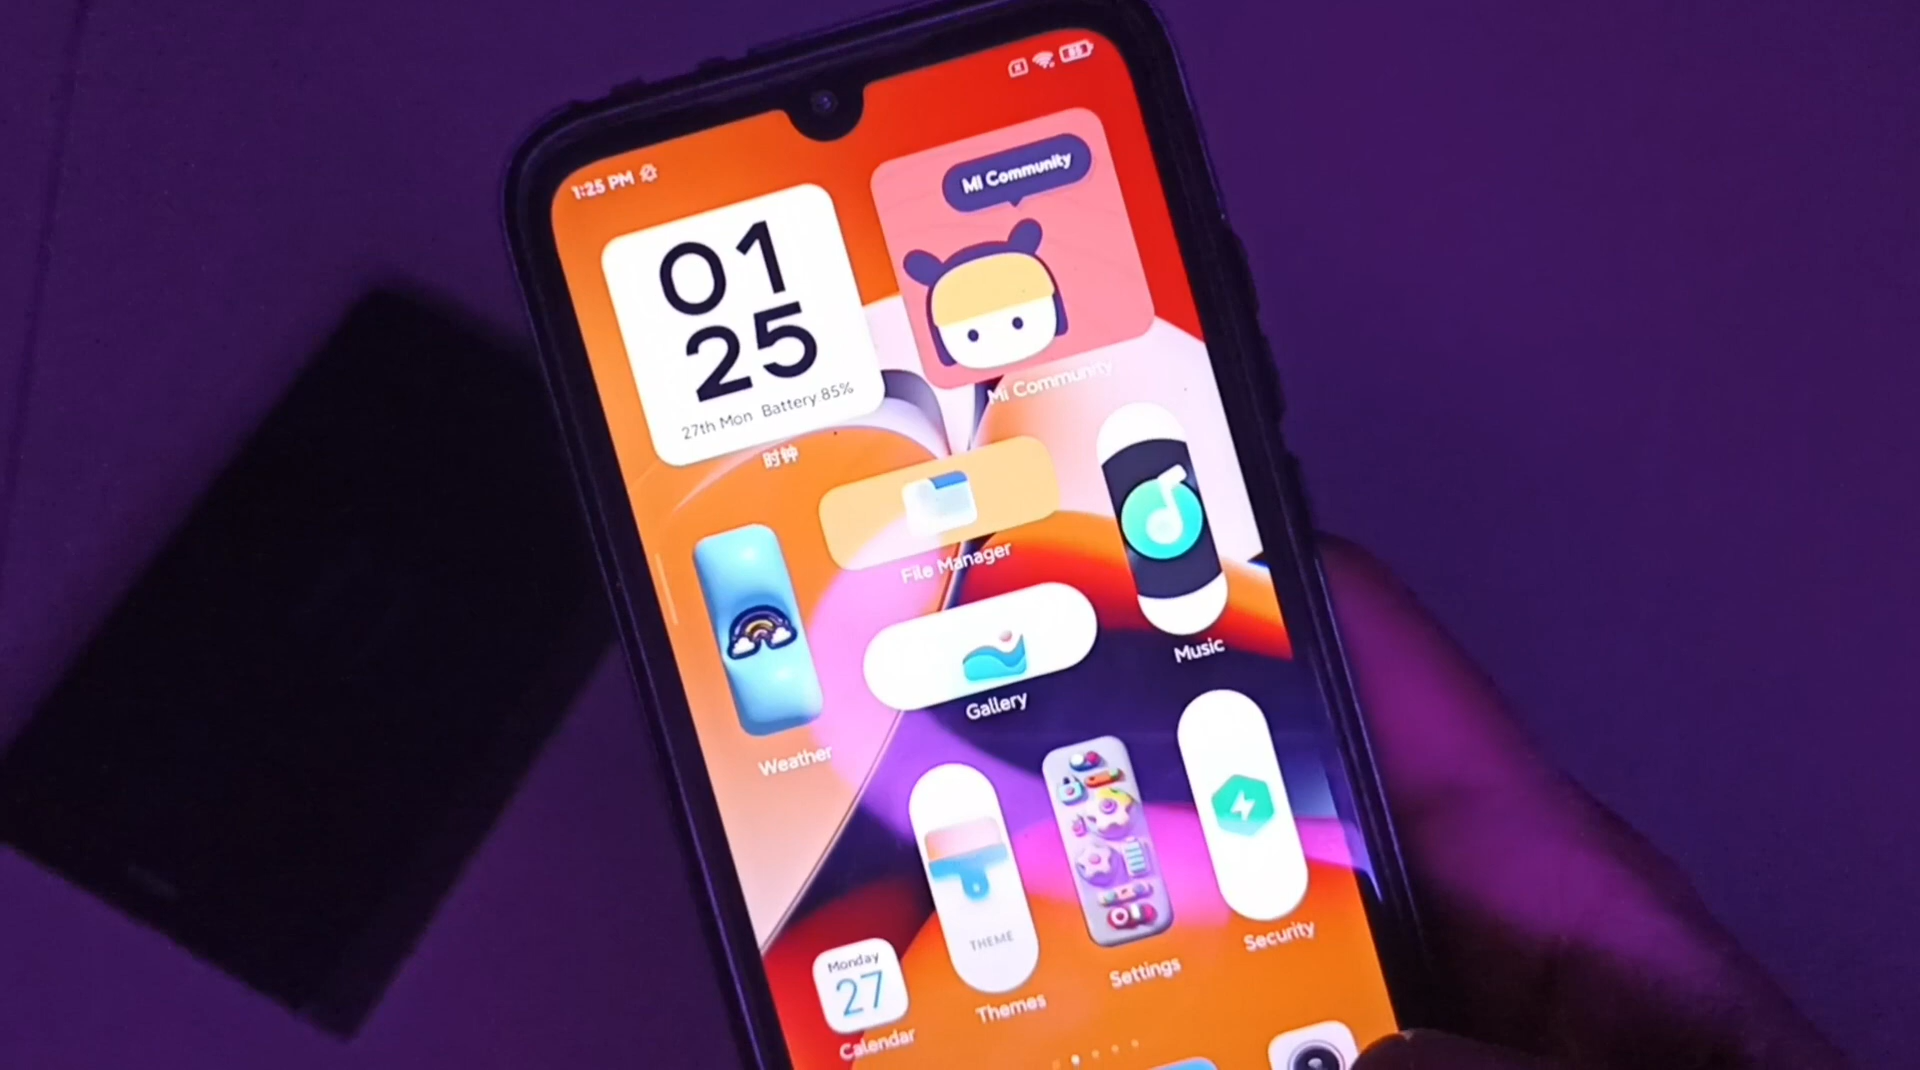 1:25 PM
85
01
25
27th Mon Battery 85%
时钟
MI Community
Mi Community
File Manager
Music
Gallery
Weather
THEME
Themes
Settings
Security
Monday
27
Calendar